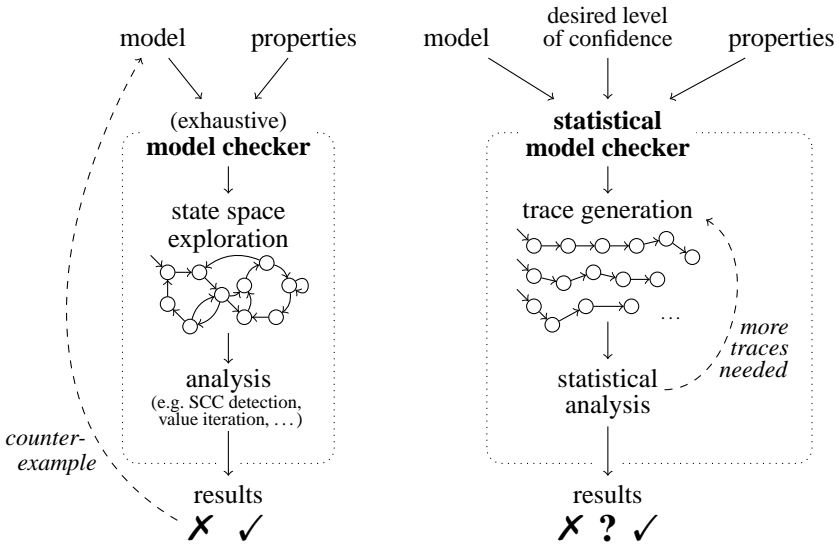 model
properties
(exhaustive)
model checker
state space
exploration
analysis
(e.g. SCC detection,
value iteration, ...)
counter-
example
results
✗ ✓
model
desired level
of confidence
properties
statistical
model checker
trace generation
...
more
traces
needed
statistical
analysis
results
✗ ? ✓